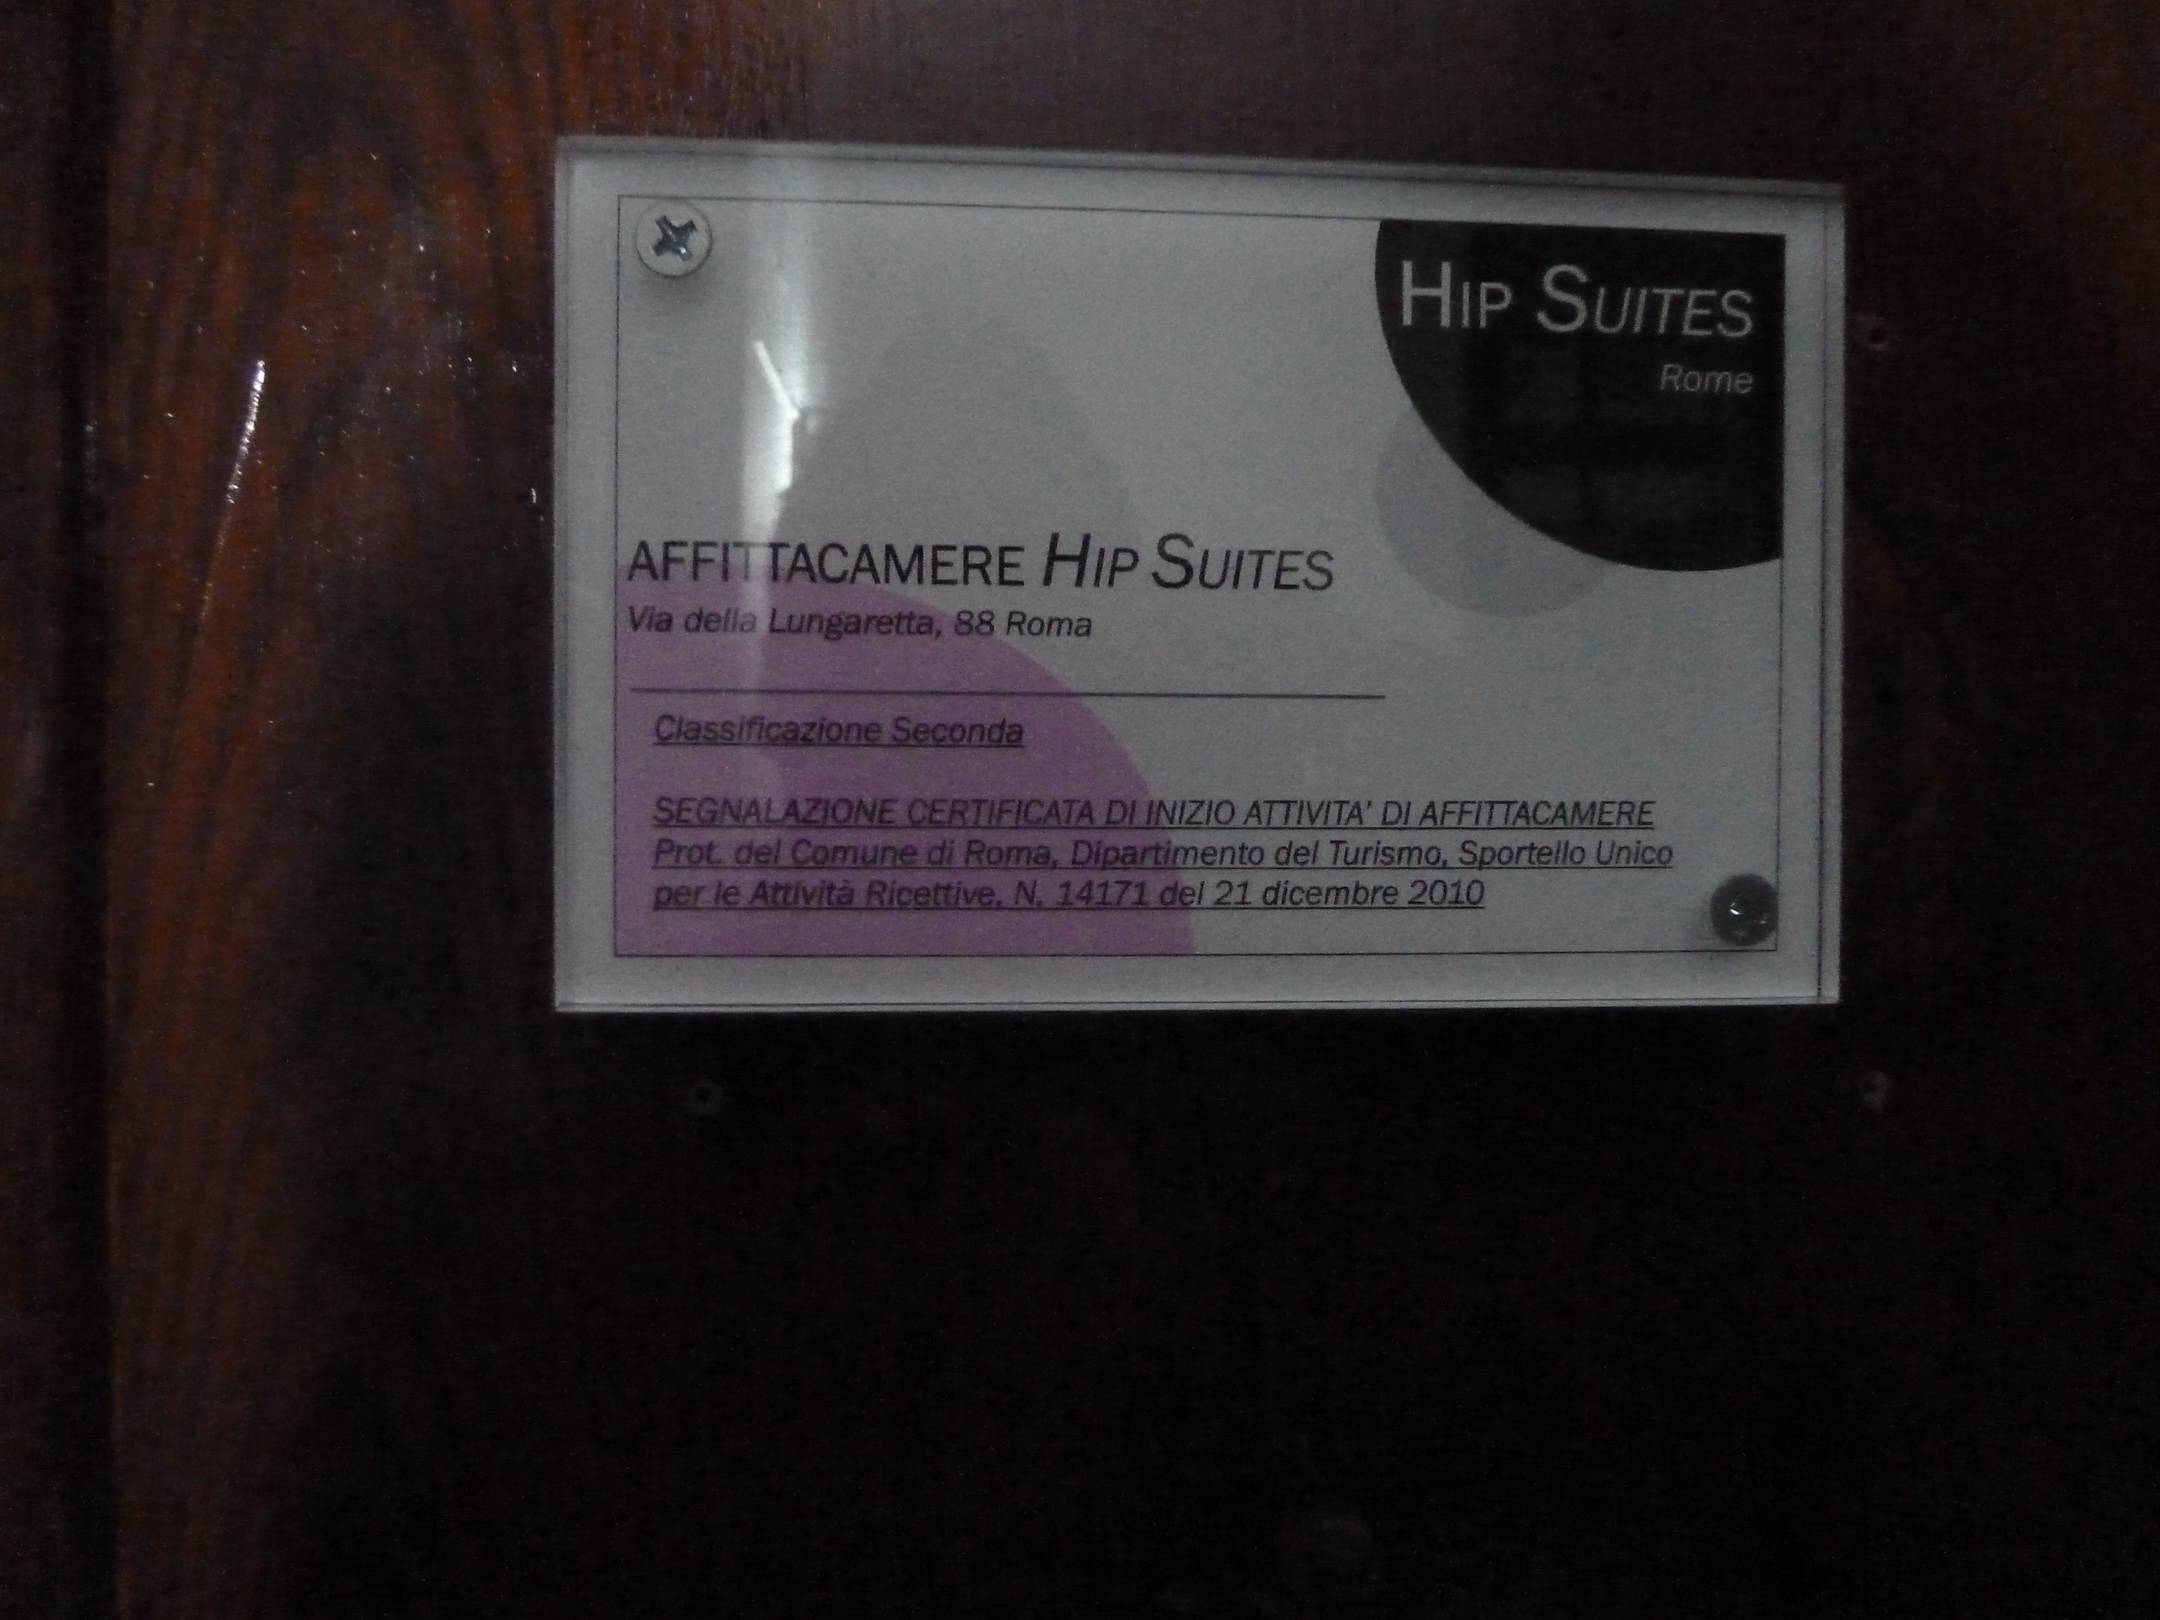 HIP SUITES
Rome
AFFITTACAMERE HIP SUITES
Via della Lungaretta, 88 Roma
Classificazione Seconda
SEGNALAZIONE CERTIFICATA DI INIZIO ATTIVITA' DI AFFITTACAMERE
Prot. del Comune di Roma, Dipartimento del Turismo, Sportello Unico
per le Attività Ricettive, N. 14171 del 21 dicembre 2010